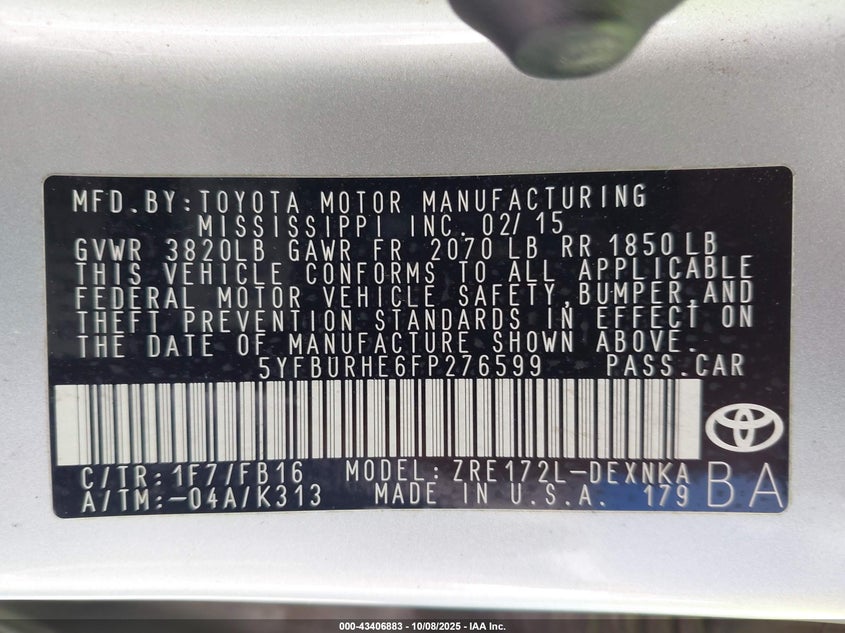 MFD.BY:TOYOTA MOTOR MANUFACTURING
MISSISSIPPI INC. 02/15
GVWR 3820LB GAWR FR 2070 LB RR 1850 LB
THIS VEHICLE CONFORMS TO ALL APPLICABLE
FEDERAL MOTOR VEHICLE SAFETY,BUMPER,AND
THEFT PREVENTION STANDARDS IN EFFECT ON
THE DATE OF MANUFACTURE SHOWN ABOVE.
5YFBURHE6FP276599 PASS.CAR
C/TR:1F7/FB16 MODEL:ZRE172L-DEXNKA
A/TM:-04A/K313 MADE IN U.S.A. 179 BA
000-43406883 - 10/08/2025 - IAA Inc.